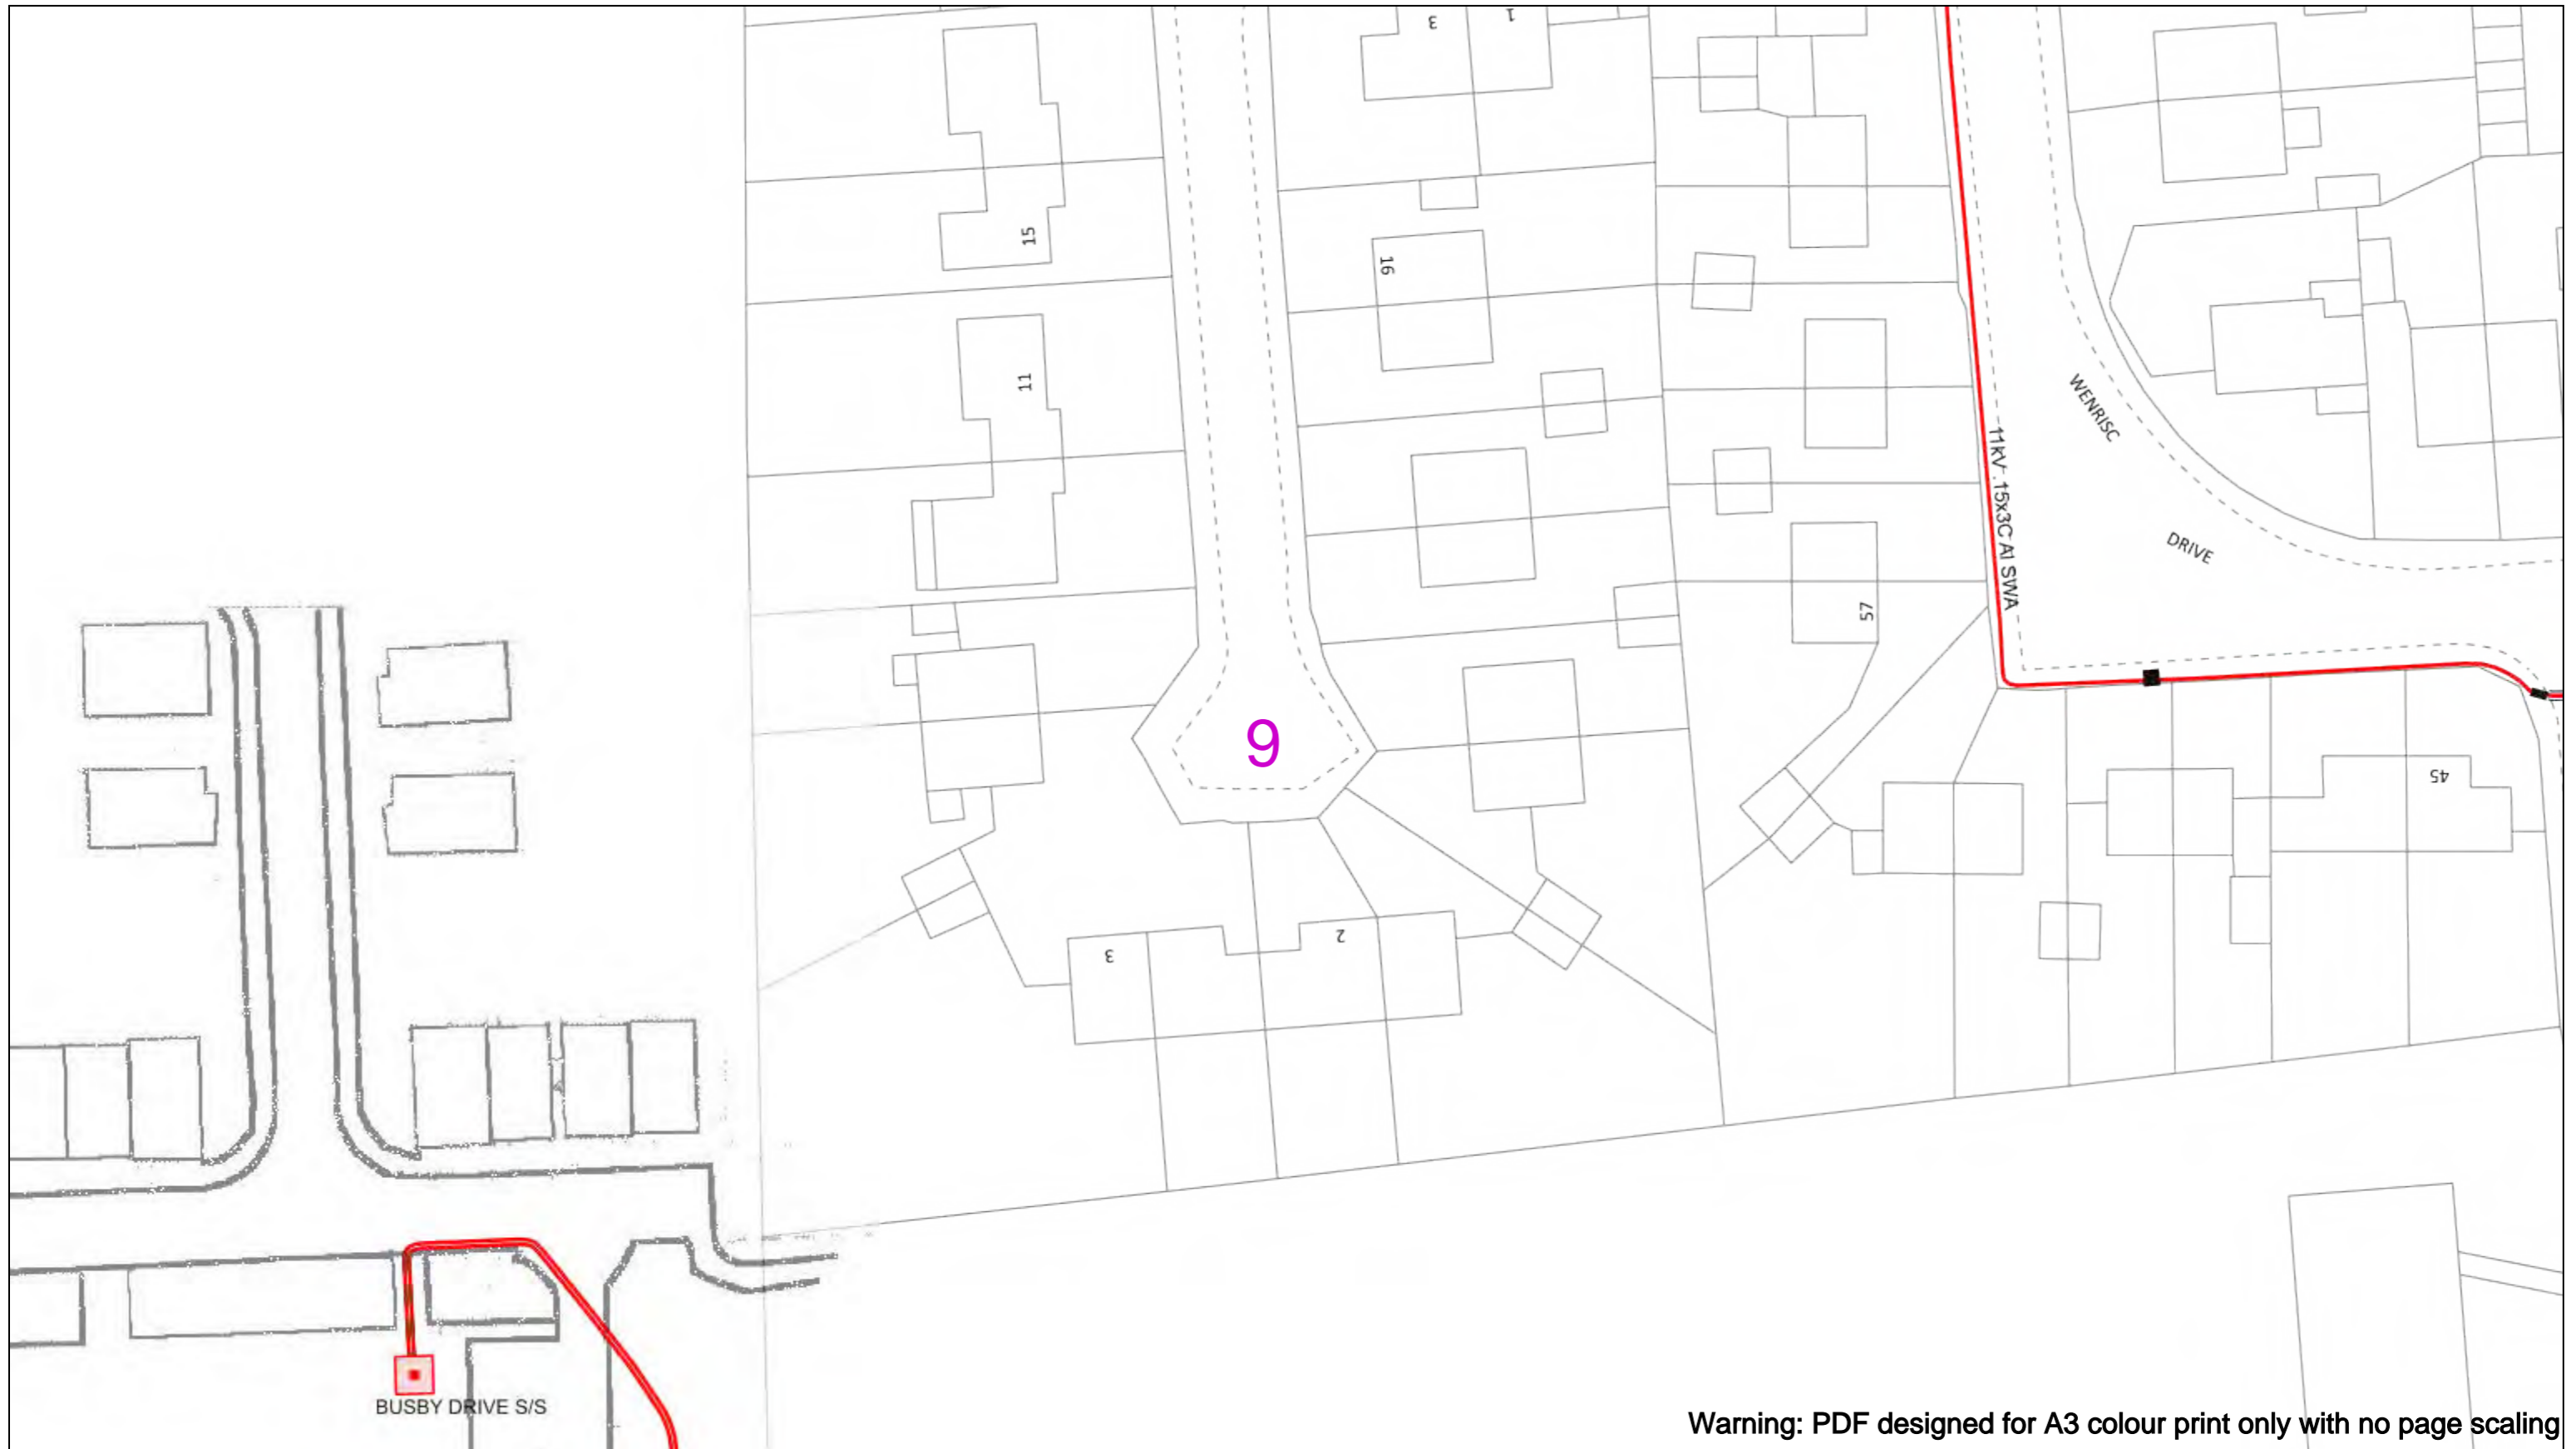 3
1
15
16
11
WENRISC
11kV .15x3C Al SWA
DRIVE
57
9
45
2
3
BUSBY DRIVE S/S
Warning: PDF designed for A3 colour print only with no page scaling